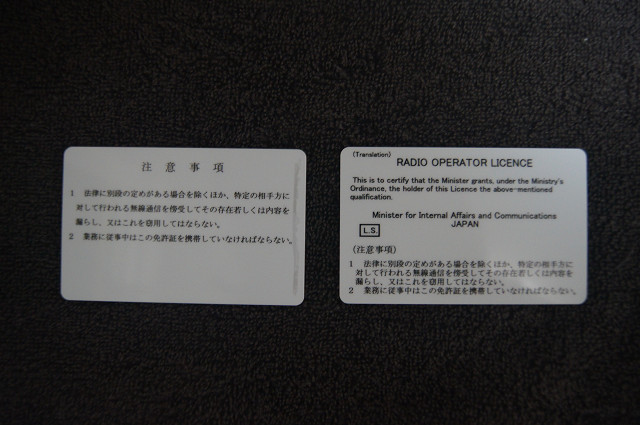 注意事項
1 法律に別段の定めがある場合を除くほか、特定の相手方に
対して行われる無線通信を傍受してその存在若しくは内容を
漏らし、又はこれを窃用してはならない。
2 業務に従事中はこの免許証を携帯していなければならない。
(Translation)
RADIO OPERATOR LICENCE
This is to certify that the Minister grants, under the Ministry's
Ordinance, the holder of this Licence the above-mentioned
qualification.
Minister for Internal Affairs and Communications
JAPAN
L.S.
(注意事項)
1 法律に別段の定めがある場合を除くほか、特定の相手方に
対して行われる無線通信を傍受してその存在若しくは内容を
漏らし、又はこれを窃用してはならない。
2 業務に従事中はこの免許証を携帯していなければならない。